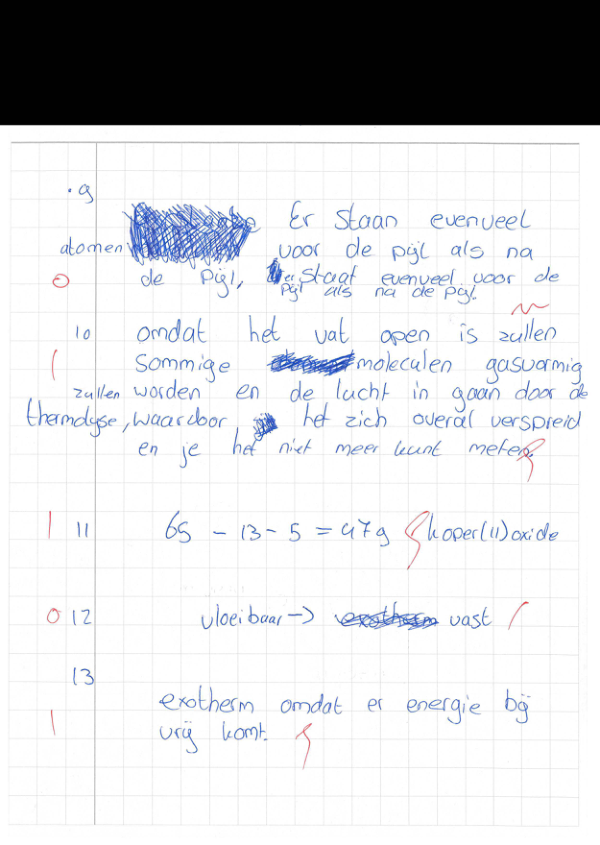 .9
Er staan evenveel
atomen voor de pijl als na
0 de pijl, er staat evenveel voor de
pijl als na de pijl.
10 omdat het vat open is zullen
1 sommige moleculen gasvormig
zullen worden en de lucht in gaan door de
thermolyse, waardoor het zich overal verspreid
en je het niet meer kunt meten.
1 11 65 - 13 - 5 = 47g koper(II)oxide
0 12 vloeibaar -> vast
13
exotherm omdat er energie bij
1 vrij komt.